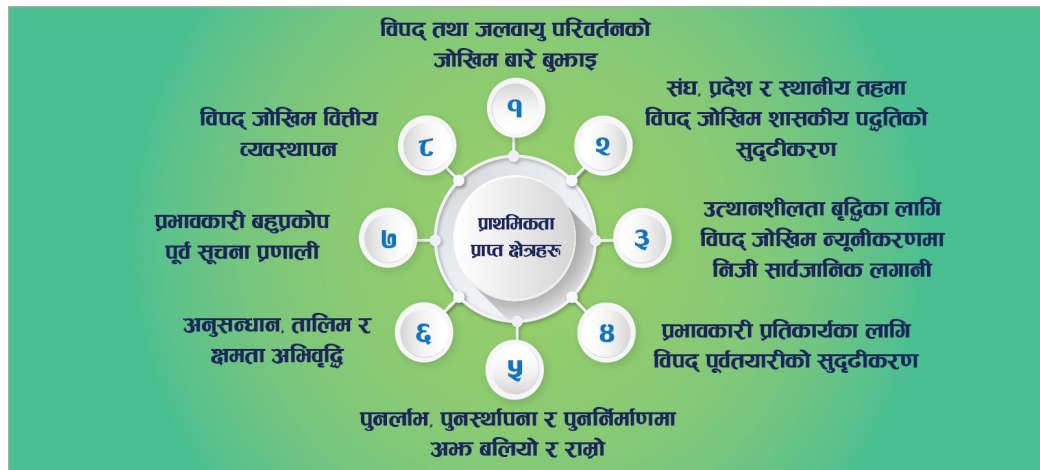 विपद् तथा जलवायु परिवर्तनको
जोखिम बारे बुझाइ
१
संघ, प्रदेश र स्थानीय तहमा
विपद् जोखिम शासकीय पद्धतिको
सुदृढीकरण
२
उत्थानशीलता बृद्धिका लागि
विपद् जोखिम न्यूनीकरणमा
निजी सार्वजानिक लगानी
३
प्रभावकारी प्रतिकार्यका लागि
विपद् पूर्वतयारीको सुदृढीकरण
४
५
पुनर्लाभ, पुनर्स्थापना र पुनर्निर्माणमा
अझ बलियो र राम्रो
अनुसन्धान, तालिम र
क्षमता अभिवृद्धि
६
प्रभावकारी बहुप्रकोप
पूर्व सूचना प्रणाली
७
विपद् जोखिम वित्तीय
व्यवस्थापन
८
प्राथमिकता
प्राप्त क्षेत्रहरू